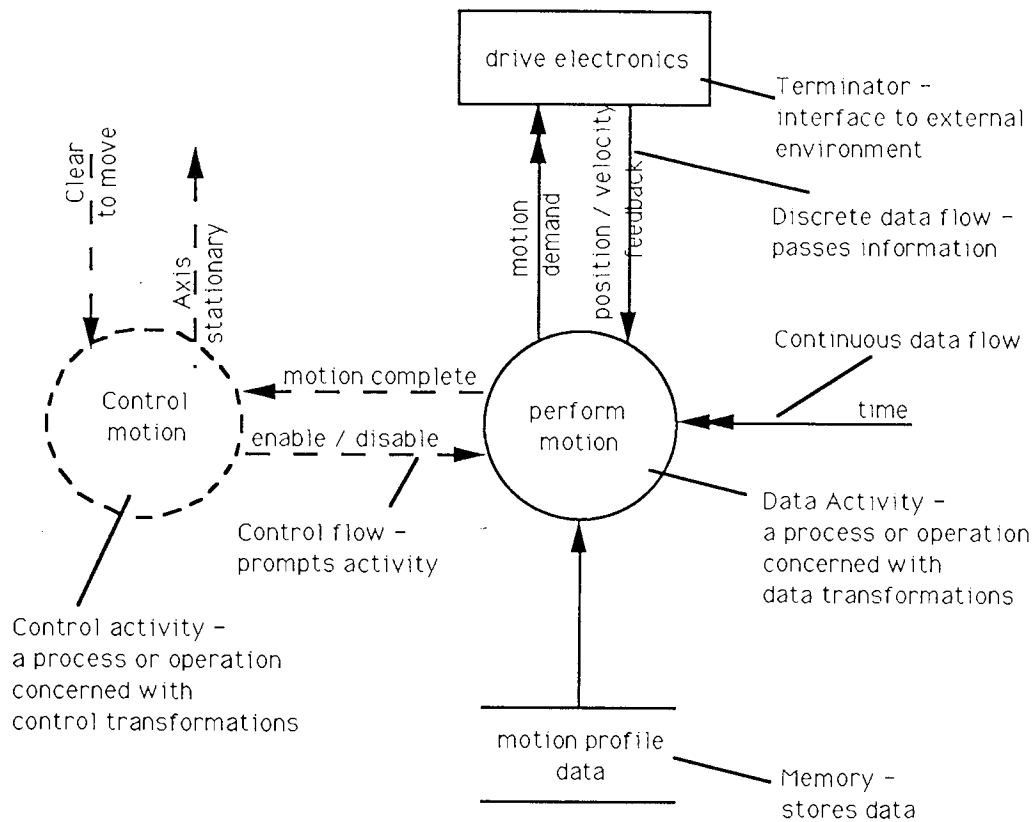 drive electronics
Terminator -
interface to external
environment
Clear
to move
Axis
stationary
motion
demand
position / velocity
feedback
Discrete data flow -
passes information
Continuous data flow
motion complete
time
Control
motion
perform
motion
enable / disable
Control flow -
prompts activity
Data Activity -
a process or operation
concerned with
data transformations
Control activity -
a process or operation
concerned with
control transformations
motion profile
data
Memory -
stores data